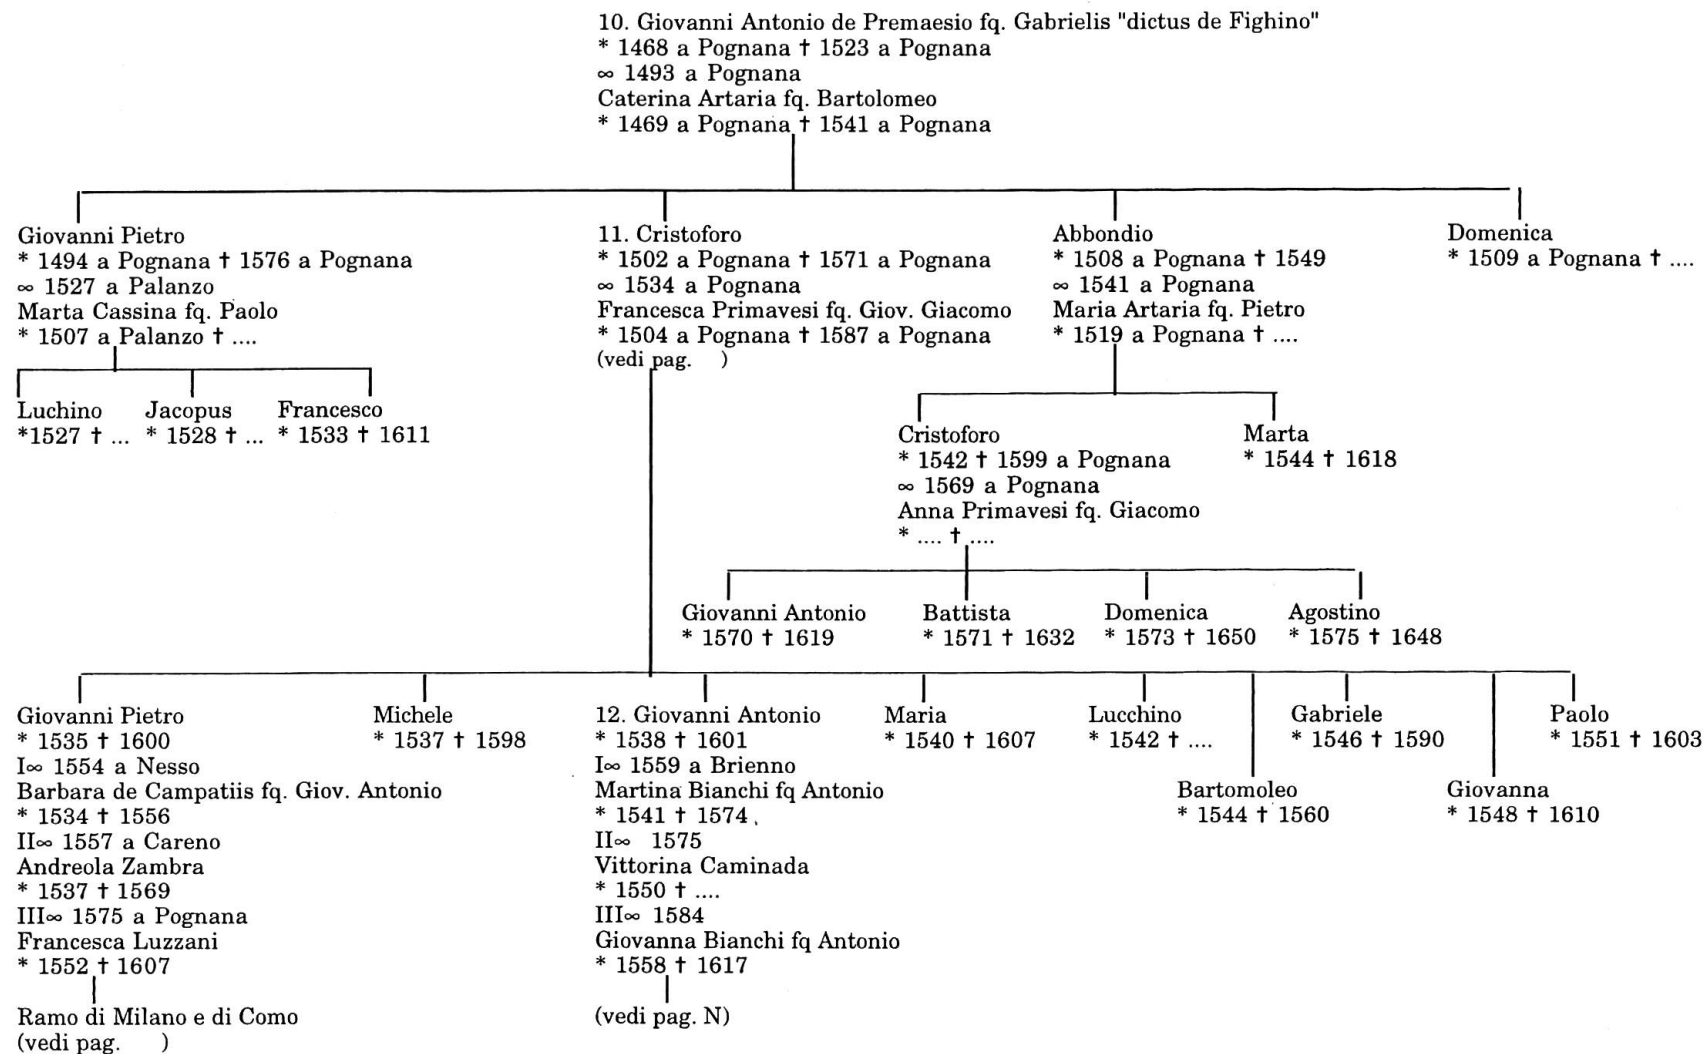 10. Giovanni Antonio de Premaesio fq. Gabrielis "dictus de Fighino"
* 1468 a Pognana † 1523 a Pognana
∞ 1493 a Pognana
Caterina Artaria fq. Bartolomeo
* 1469 a Pognana † 1541 a Pognana
Giovanni Pietro
* 1494 a Pognana † 1576 a Pognana
∞ 1527 a Palanzo
Marta Cassina fq. Paolo
* 1507 a Palanzo † ....
11. Cristoforo
* 1502 a Pognana † 1571 a Pognana
∞ 1534 a Pognana
Francesca Primavesi fq. Giov. Giacomo
* 1504 a Pognana † 1587 a Pognana
(vedi pag. )
Abbondio
* 1508 a Pognana † 1549
∞ 1541 a Pognana
Maria Artaria fq. Pietro
* 1519 a Pognana † ....
Domenica
* 1509 a Pognana † ....
Luchino
*1527 † ...
Jacopus
* 1528 † ...
Francesco
* 1533 † 1611
Cristoforo
* 1542 † 1599 a Pognana
∞ 1569 a Pognana
Anna Primavesi fq. Giacomo
* .... † ....
Marta
* 1544 † 1618
Giovanni Antonio
* 1570 † 1619
Battista
* 1571 † 1632
Domenica
* 1573 † 1650
Agostino
* 1575 † 1648
Giovanni Pietro
* 1535 † 1600
I∞ 1554 a Nesso
Barbara de Campatiis fq. Giov. Antonio
* 1534 † 1556
II∞ 1557 a Careno
Andreola Zambra
* 1537 † 1569
III∞ 1575 a Pognana
Francesca Luzzani
* 1552 † 1607
Ramo di Milano e di Como
(vedi pag. )
Michele
* 1537 † 1598
12. Giovanni Antonio
* 1538 † 1601
I∞ 1559 a Brienno
Martina Bianchi fq Antonio
* 1541 † 1574
II∞ 1575
Vittorina Caminada
* 1550 † ....
III∞ 1584
Giovanna Bianchi fq Antonio
* 1558 † 1617
(vedi pag. N)
Maria
* 1540 † 1607
Lucchino
* 1542 † ....
Bartomoleo
* 1544 † 1560
Gabriele
* 1546 † 1590
Giovanna
* 1548 † 1610
Paolo
* 1551 † 1603